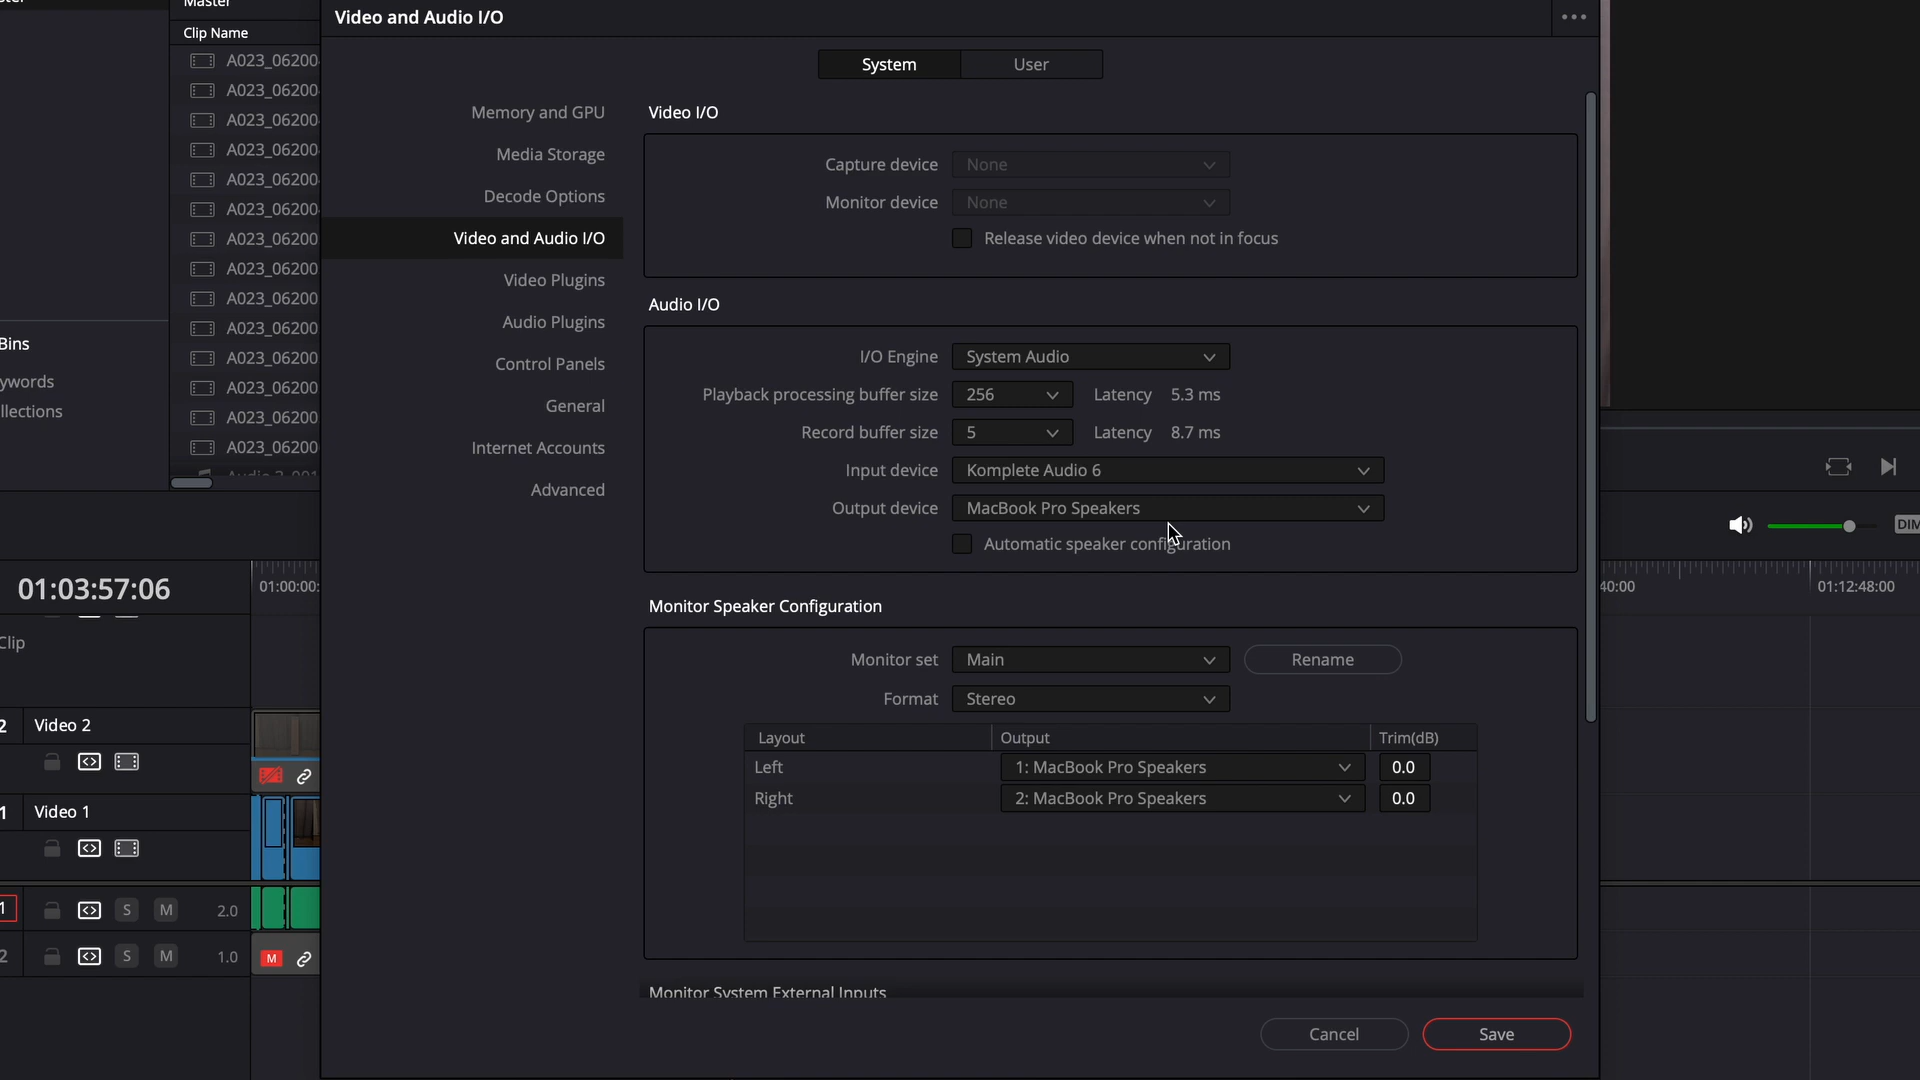 Master
Video and Audio I/O
Clip Name
System
User
A023_06200
A023_06200
A023_06200
A023_06200
A023_06200
A023_06200
A023_06200
A023_06200
A023_06200
A023_06200
A023_06200
A023_06200
A023_06200
A023_06200
Memory and GPU
Media Storage
Decode Options
Video and Audio I/O
Video Plugins
Audio Plugins
Control Panels
General
Internet Accounts
Advanced
Video I/O
Capture device None
Monitor device None
Release video device when not in focus
Audio I/O
I/O Engine System Audio
Playback processing buffer size 256 Latency 5.3 ms
Record buffer size 5 Latency 8.7 ms
Input device Komplete Audio 6
Output device MacBook Pro Speakers
Automatic speaker configuration
Monitor Speaker Configuration
Monitor set Main Rename
Format Stereo
Layout Output Trim(dB)
Left 1: MacBook Pro Speakers 0.0
Right 2: MacBook Pro Speakers 0.0
Monitor System External Inputs
Cancel
Save
Bins
ywords
llections
DIM
01:03:57:06
01:00:00:
40:00
01:12:48:00
Clip
2 Video 2
1 Video 1
1 S M 2.0
2 S M 1.0 M